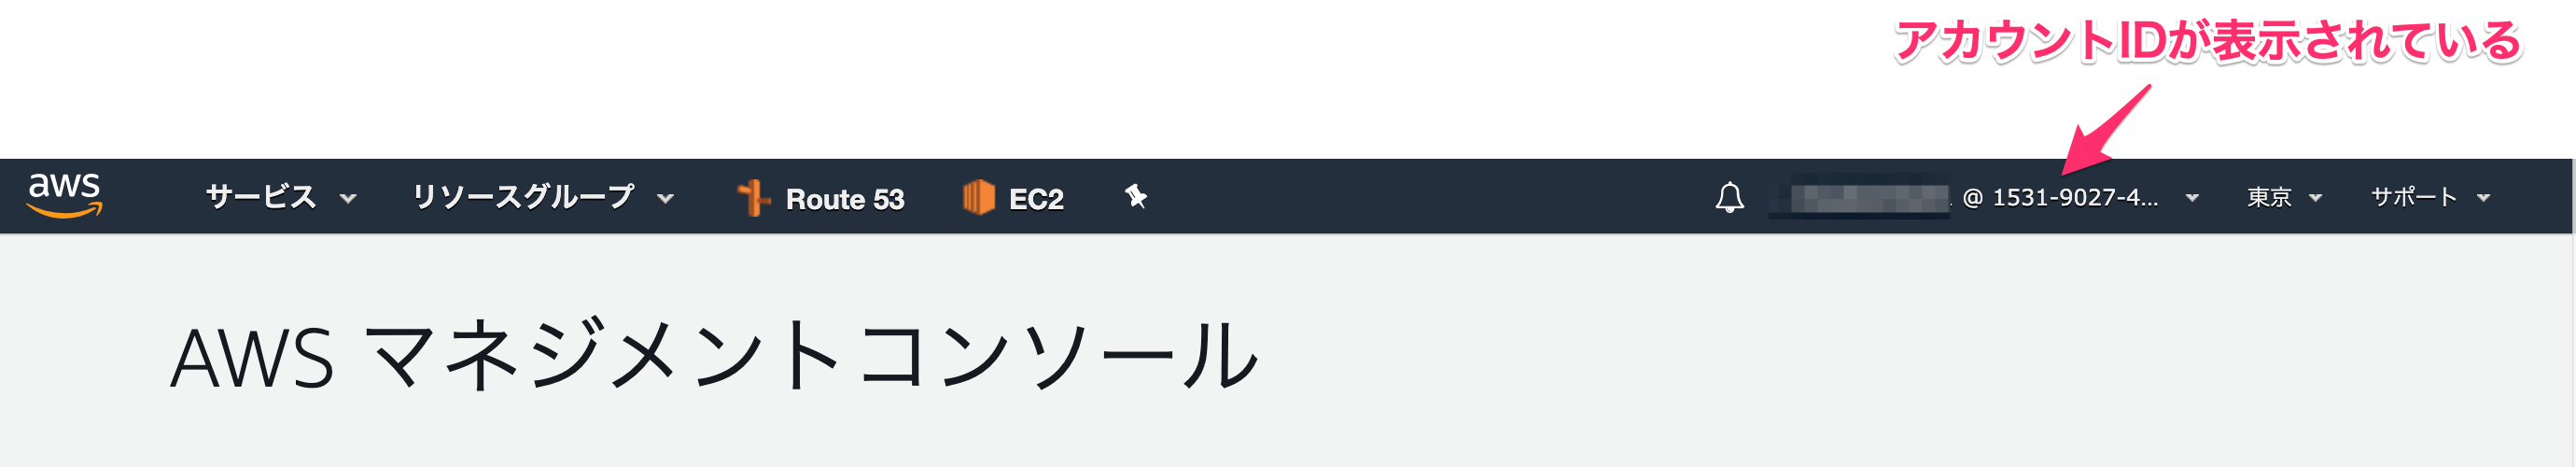 アカウントIDが表示されている
aws サービス リソースグループ Route 53 EC2 @ 1531-9027-4... 東京 サポート
AWS マネジメントコンソール